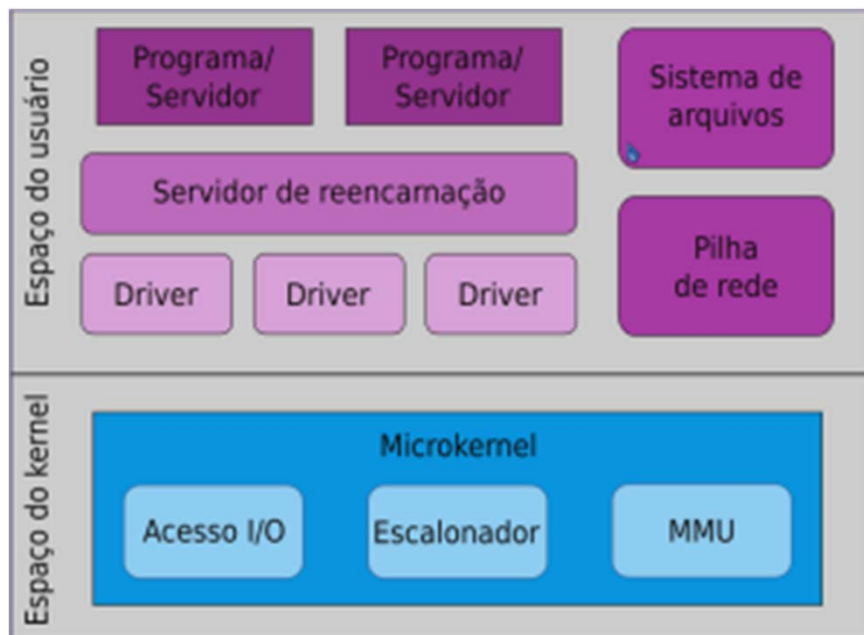 Espaço do usuário
Programa/
Servidor
Programa/
Servidor
Sistema de
arquivos
Servidor de reencarnação
Pilha
de rede
Driver
Driver
Driver
Espaço do kernel
Microkernel
Acesso I/O
Escalonador
MMU